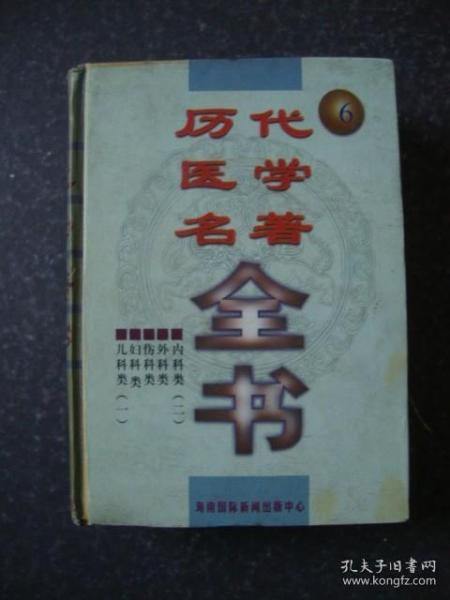 历代
医学
名著
全书
6
内科类(二)
外科类
伤科类
妇科类
儿科类(一)
海南国际新闻出版中心
孔夫子旧书网
www.kongfz.com